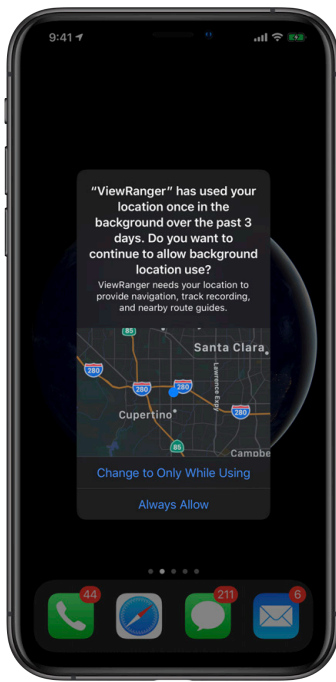 9:41
"ViewRanger" has used your
location once in the
background over the past 3
days. Do you want to
continue to allow background
location use?
ViewRanger needs your location to
provide navigation, track recording,
and nearby route guides.
85
Santa Clara
280
280
280
Lawrence Expy
280
Cupertino
85
Campbe
Change to Only While Using
Always Allow
44
211
6